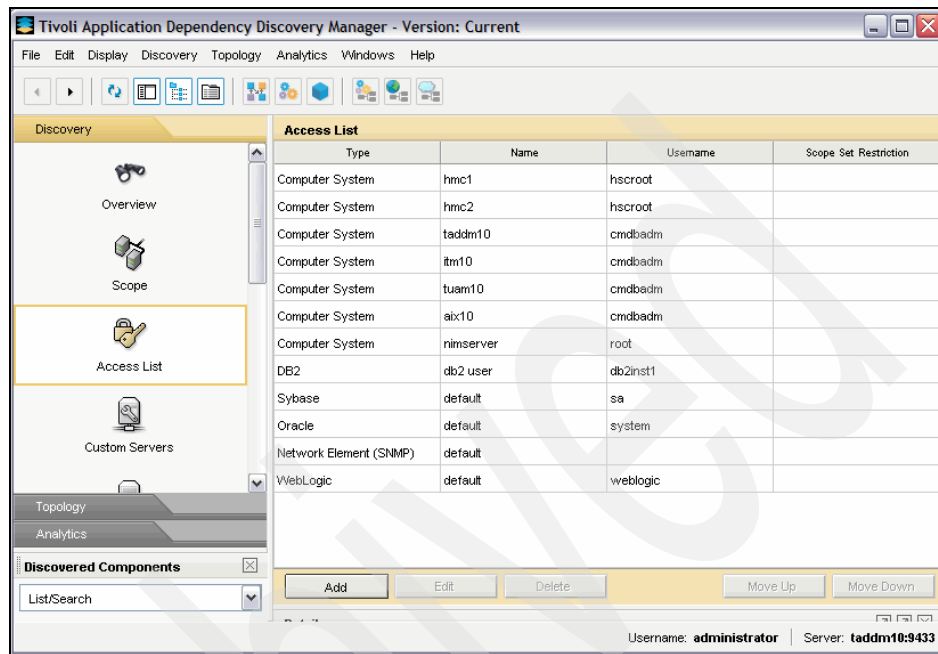 Tivoli Application Dependency Discovery Manager - Version: Current
File Edit Display Discovery Topology Analytics Windows Help
Discovery
Overview
Scope
Access List
Custom Servers
Topology
Analytics
Discovered Components
List/Search
Access List
Type Name Username Scope Set Restriction
Computer System hmc1 hscroot
Computer System hmc2 hscroot
Computer System taddm10 cmdbadm
Computer System itm10 cmdbadm
Computer System tuam10 cmdbadm
Computer System aix10 cmdbadm
Computer System nimserver root
DB2 db2 user db2inst1
Sybase default sa
Oracle default system
Network Element (SNMP) default
WebLogic default weblogic
Add Edit Delete Move Up Move Down
Username: administrator Server: taddm10:9433